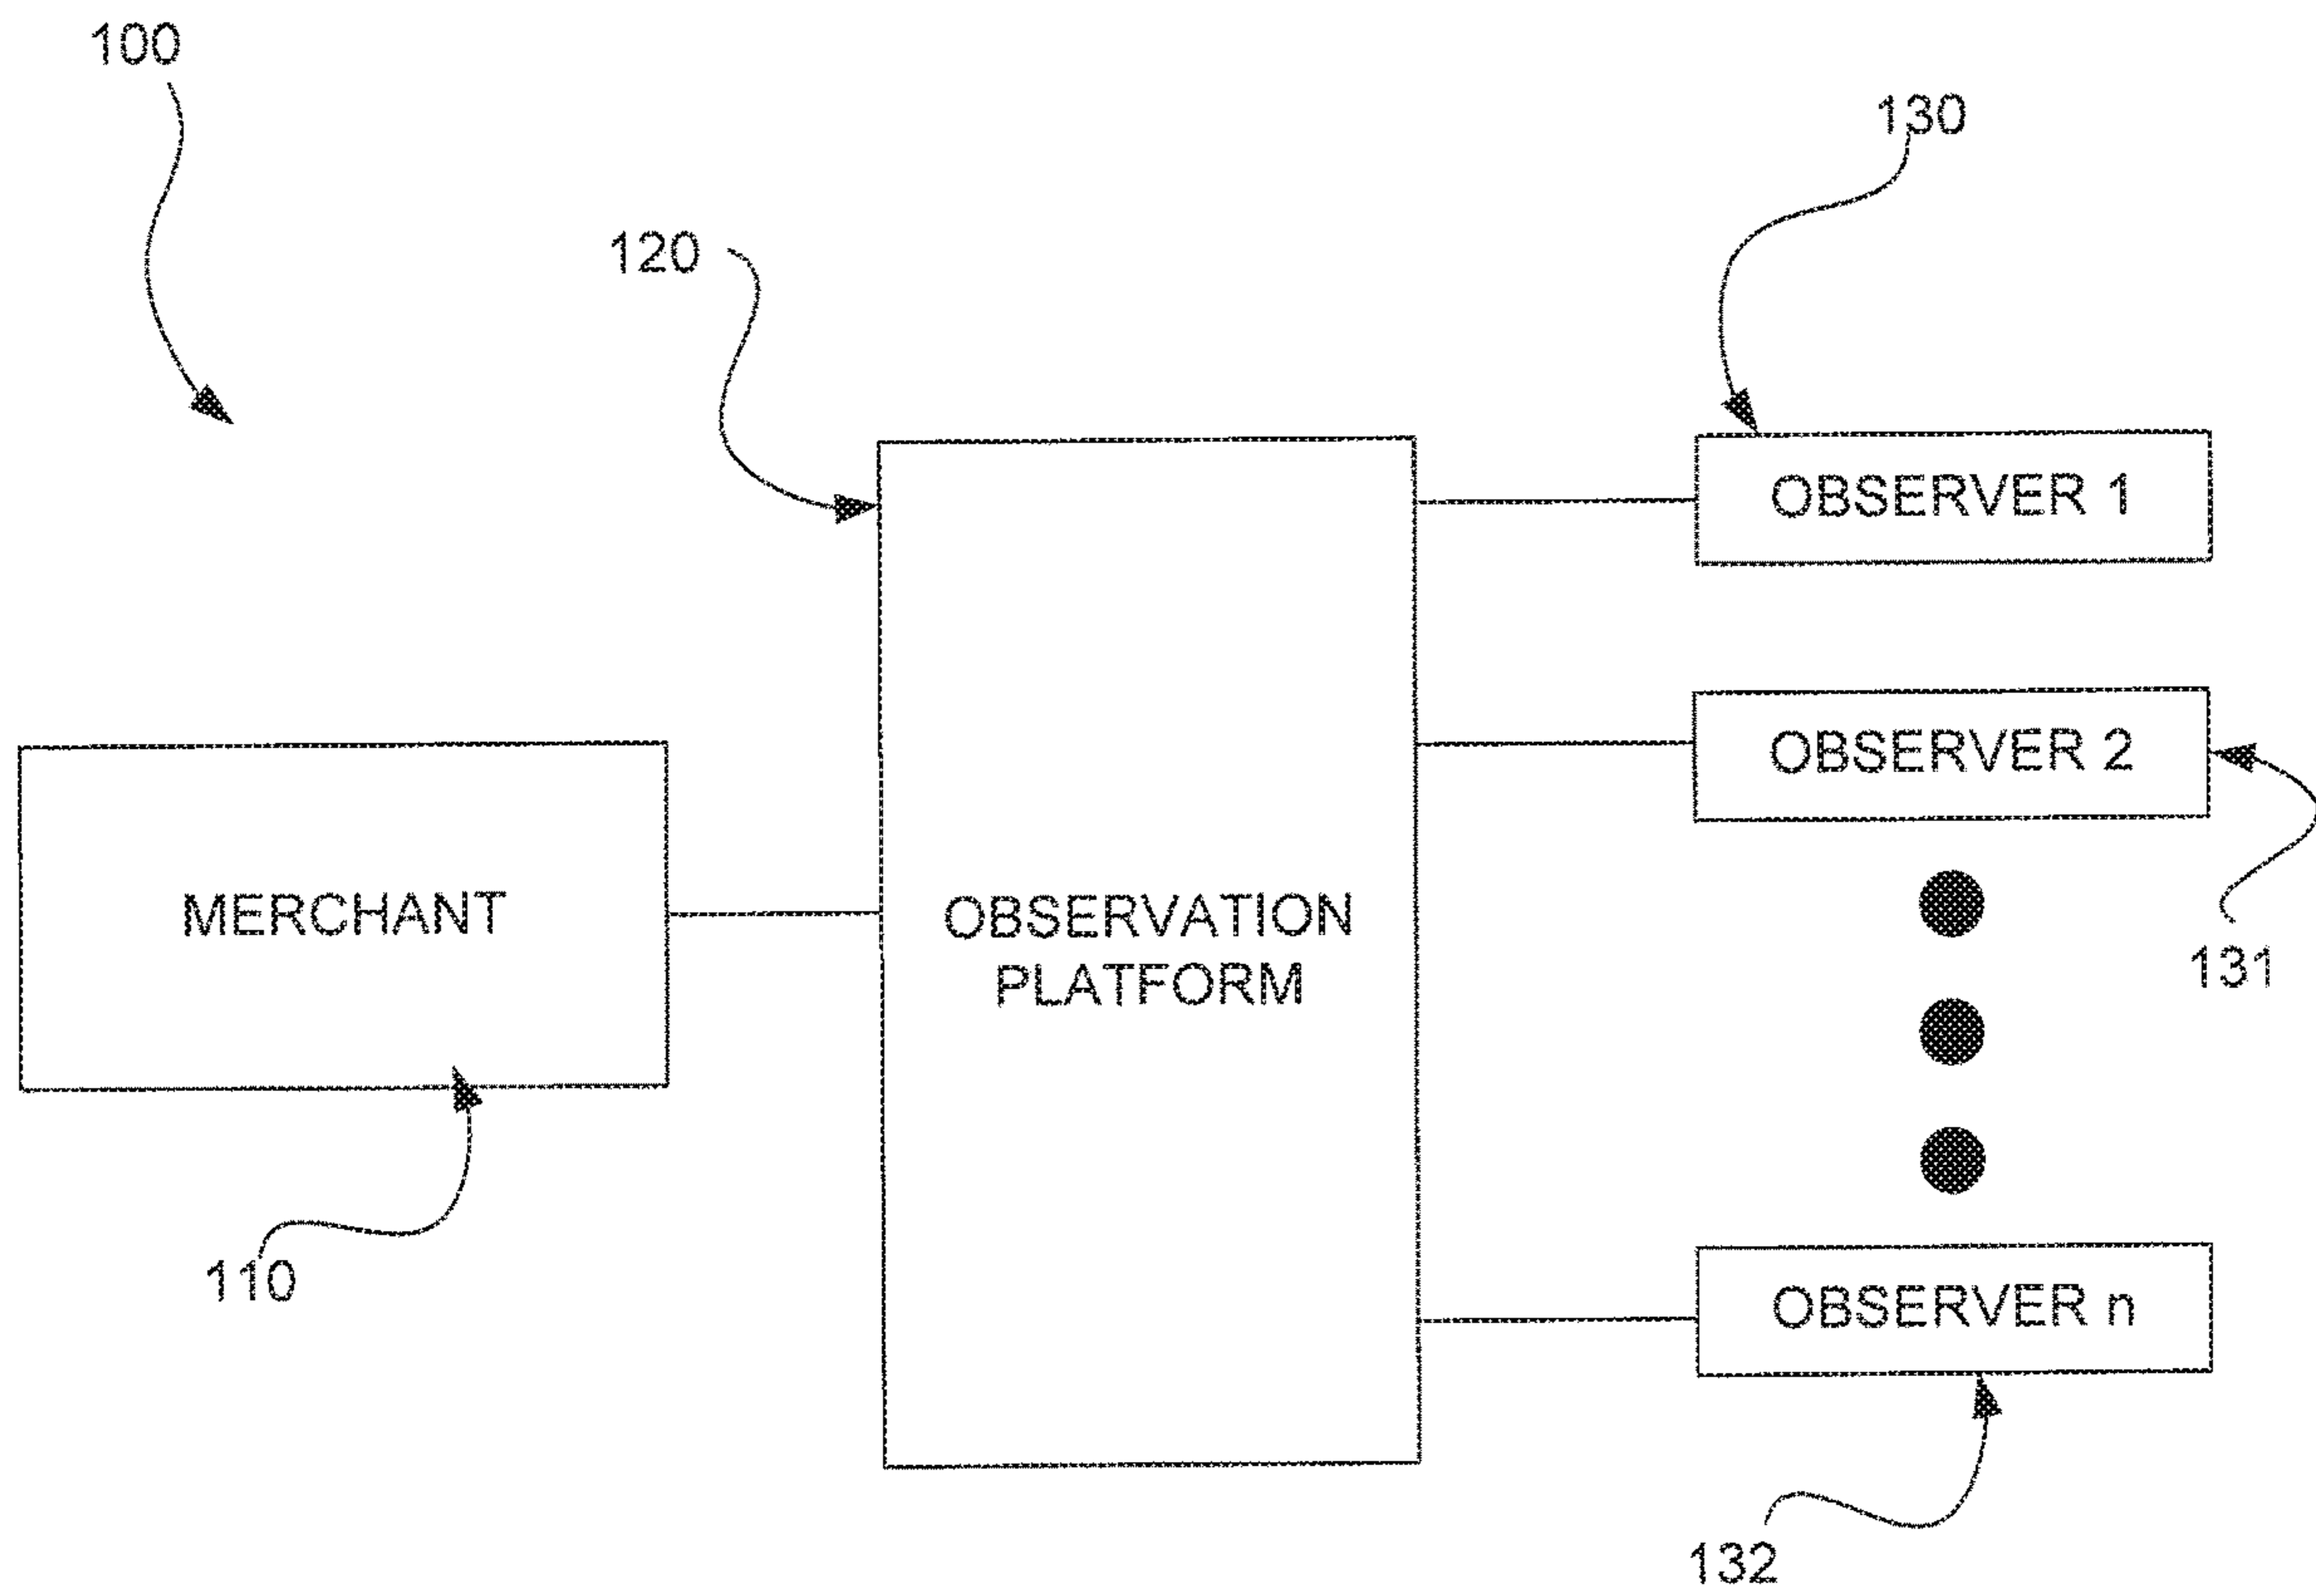 100
130
120
OBSERVER 1
OBSERVER 2
MERCHANT
OBSERVATION
PLATFORM
131
110
OBSERVER n
132